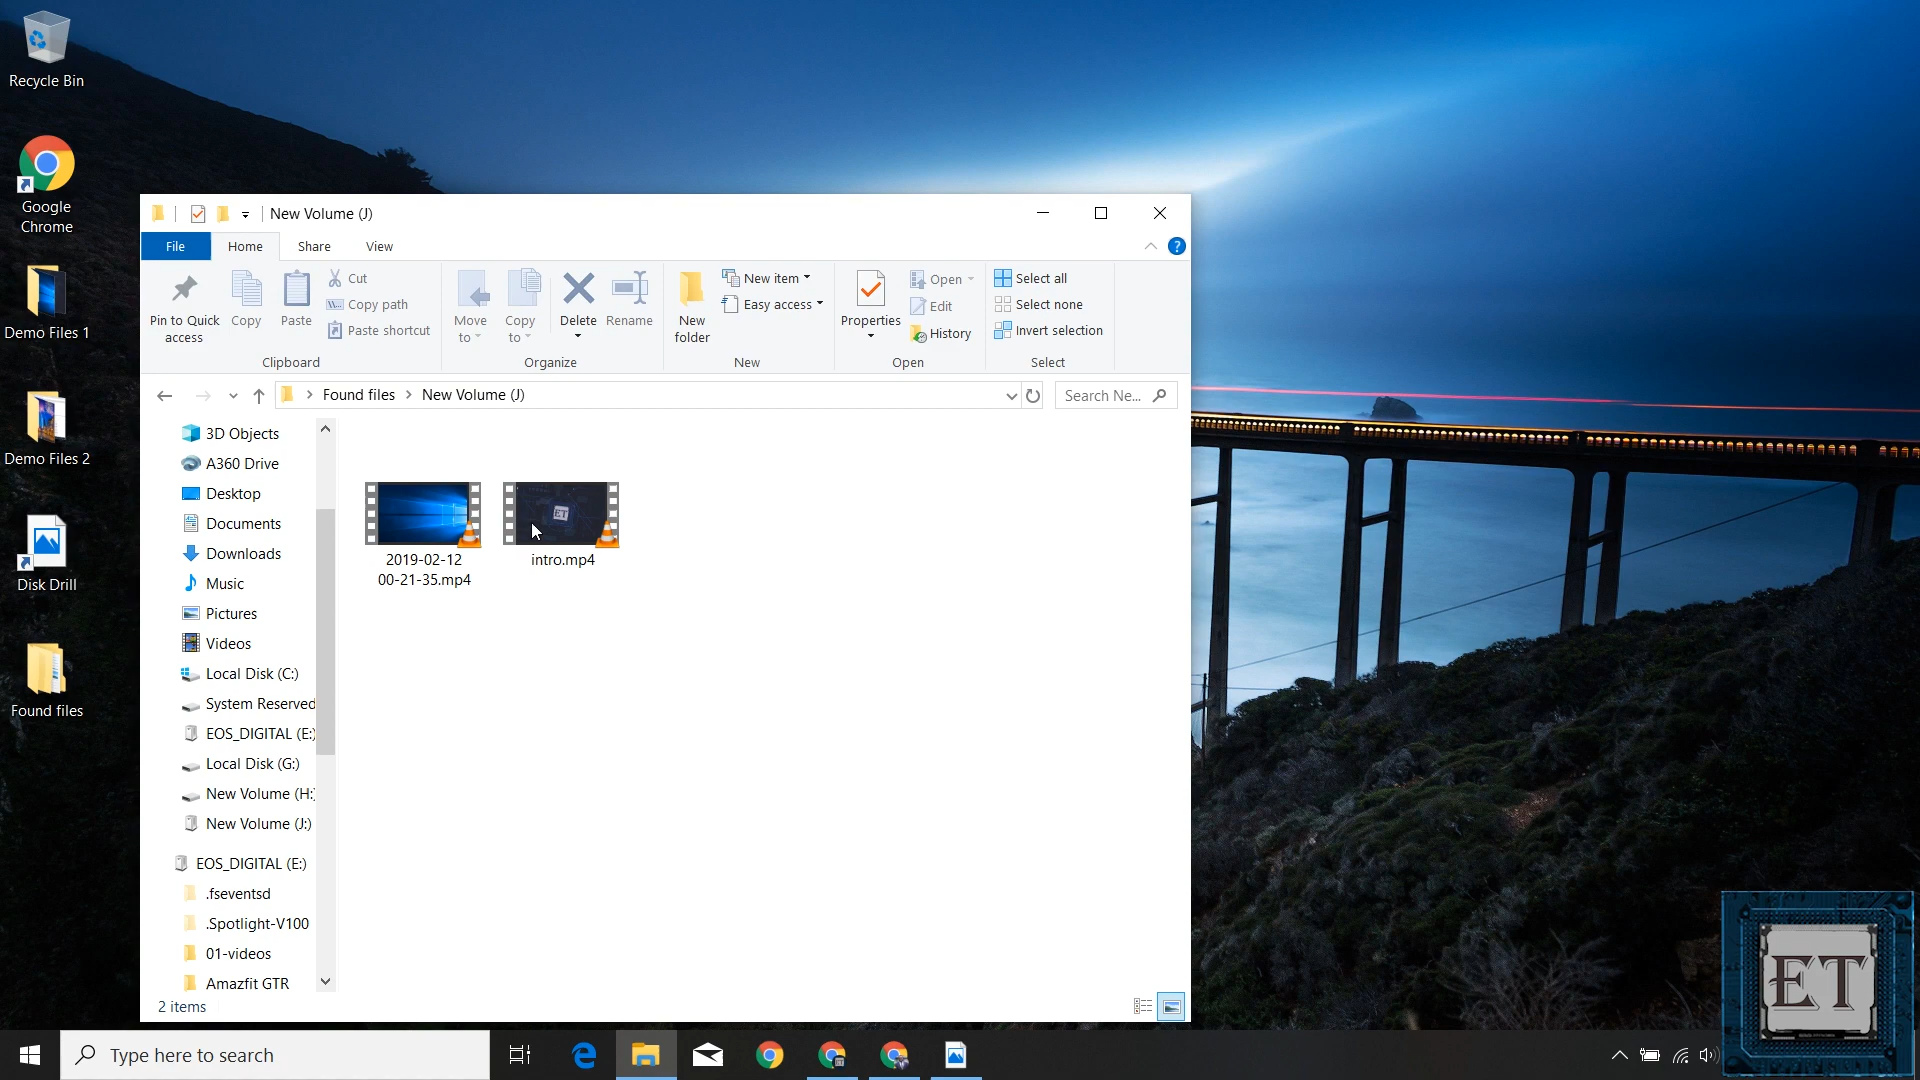 Recycle Bin
Google
Chrome
Demo Files 1
Demo Files 2
Disk Drill
Found files
New Volume (J)
File
Home
Share
View
?
Pin to Quick
access
Copy
Paste
Cut
Copy path
Paste shortcut
Clipboard
Move
to
Copy
to
Delete
Rename
Organize
New
folder
New item
Easy access
New
Properties
Open
Edit
History
Open
Select all
Select none
Invert selection
Select
Found files
New Volume (J)
Search Ne...
3D Objects
A360 Drive
Desktop
Documents
Downloads
Music
Pictures
Videos
Local Disk (C:)
System Reserved
EOS_DIGITAL (E:)
Local Disk (G:)
New Volume (H:)
New Volume (J:)
EOS_DIGITAL (E:)
.fseventsd
.Spotlight-V100
01-videos
Amazfit GTR
ET
2019-02-12
00-21-35.mp4
intro.mp4
2 items
Type here to search
ET